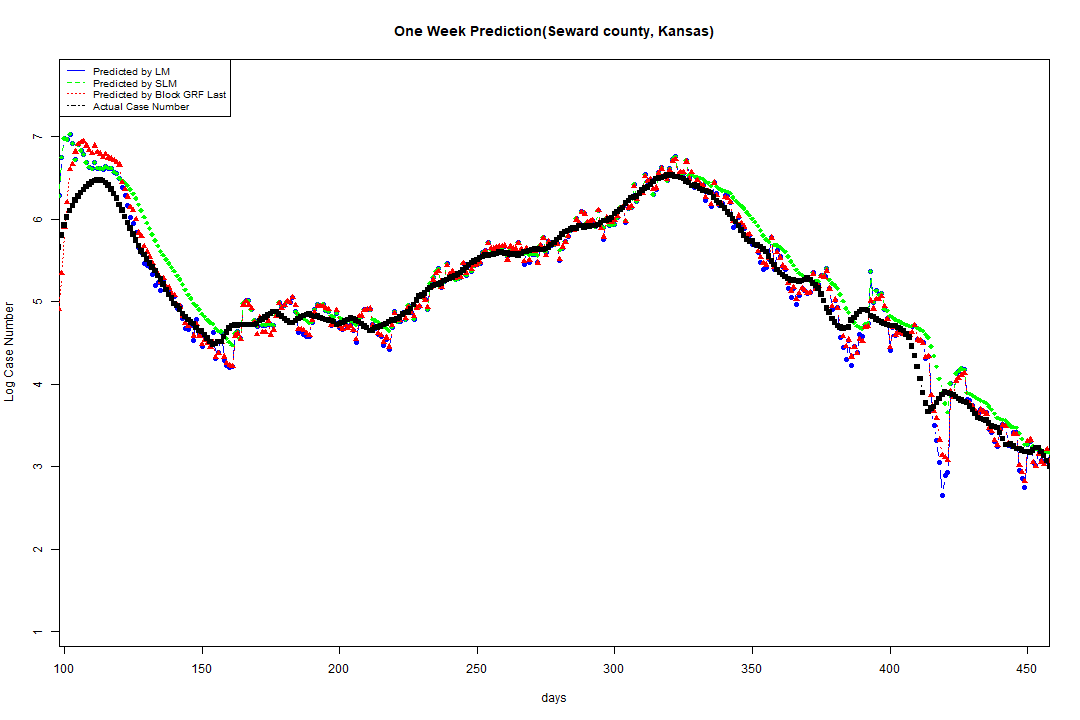 One Week Prediction(Seward county, Kansas)
Predicted by LM
Predicted by SLM
Predicted by Block GRF Last
Actual Case Number
7
6
5
4
3
2
1
Log Case Number
100 150 200 250 300 350 400 450
days